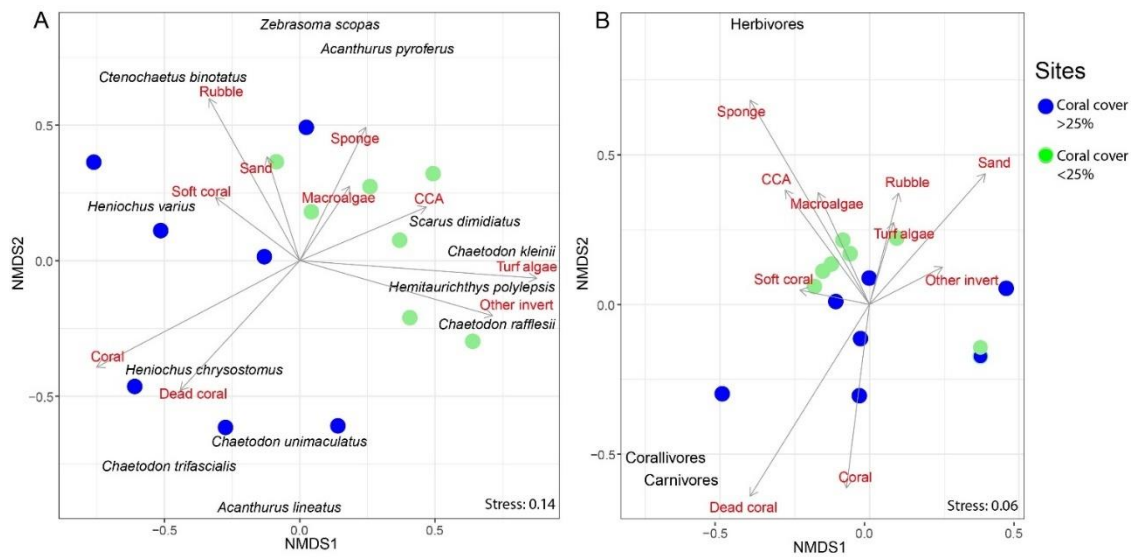 A
Zebrasoma scopas
Acanthurus pyroferus
Ctenochaetus binotatus
Rubble
0.5
Sponge
Sand
Soft coral
Macroalgae
CCA
Heniochus varius
Scarus dimidiatus
Chaetodon kleinii
NMDS2
0.0
Turf algae
Hemitaurichthys polylepsis
Other invert
Chaetodon rafflesii
Coral
Heniochus chrysostomus
Dead coral
−0.5
Chaetodon unimaculatus
Chaetodon trifascialis
Acanthurus lineatus
Stress: 0.14
−0.5
0.0
0.5
NMDS1
B
Herbivores
Sponge
0.5
Sand
CCA
Rubble
Macroalgae
Turf algae
NMDS2
Soft coral
Other invert
0.0
−0.5
Corallivores
Carnivores
Coral
Dead coral
Stress: 0.06
−0.5
0.0
0.5
NMDS1
Sites
Coral cover
>25%
Coral cover
<25%